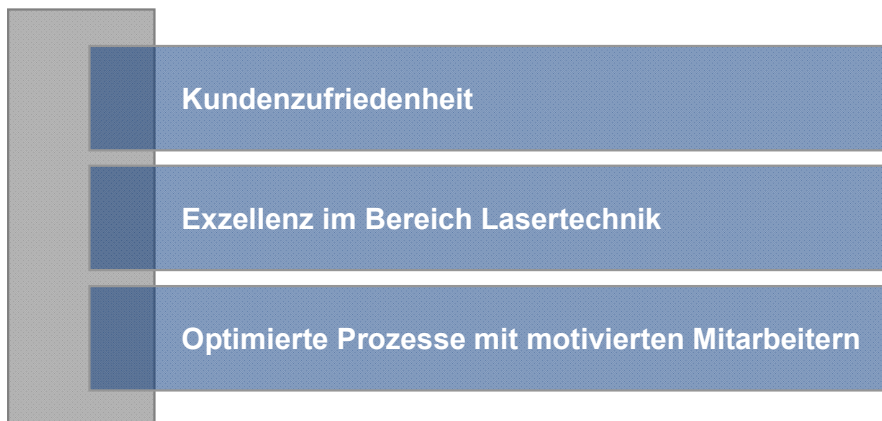 Kundenzufriedenheit
Exzellenz im Bereich Lasertechnik
Optimierte Prozesse mit motivierten Mitarbeitern